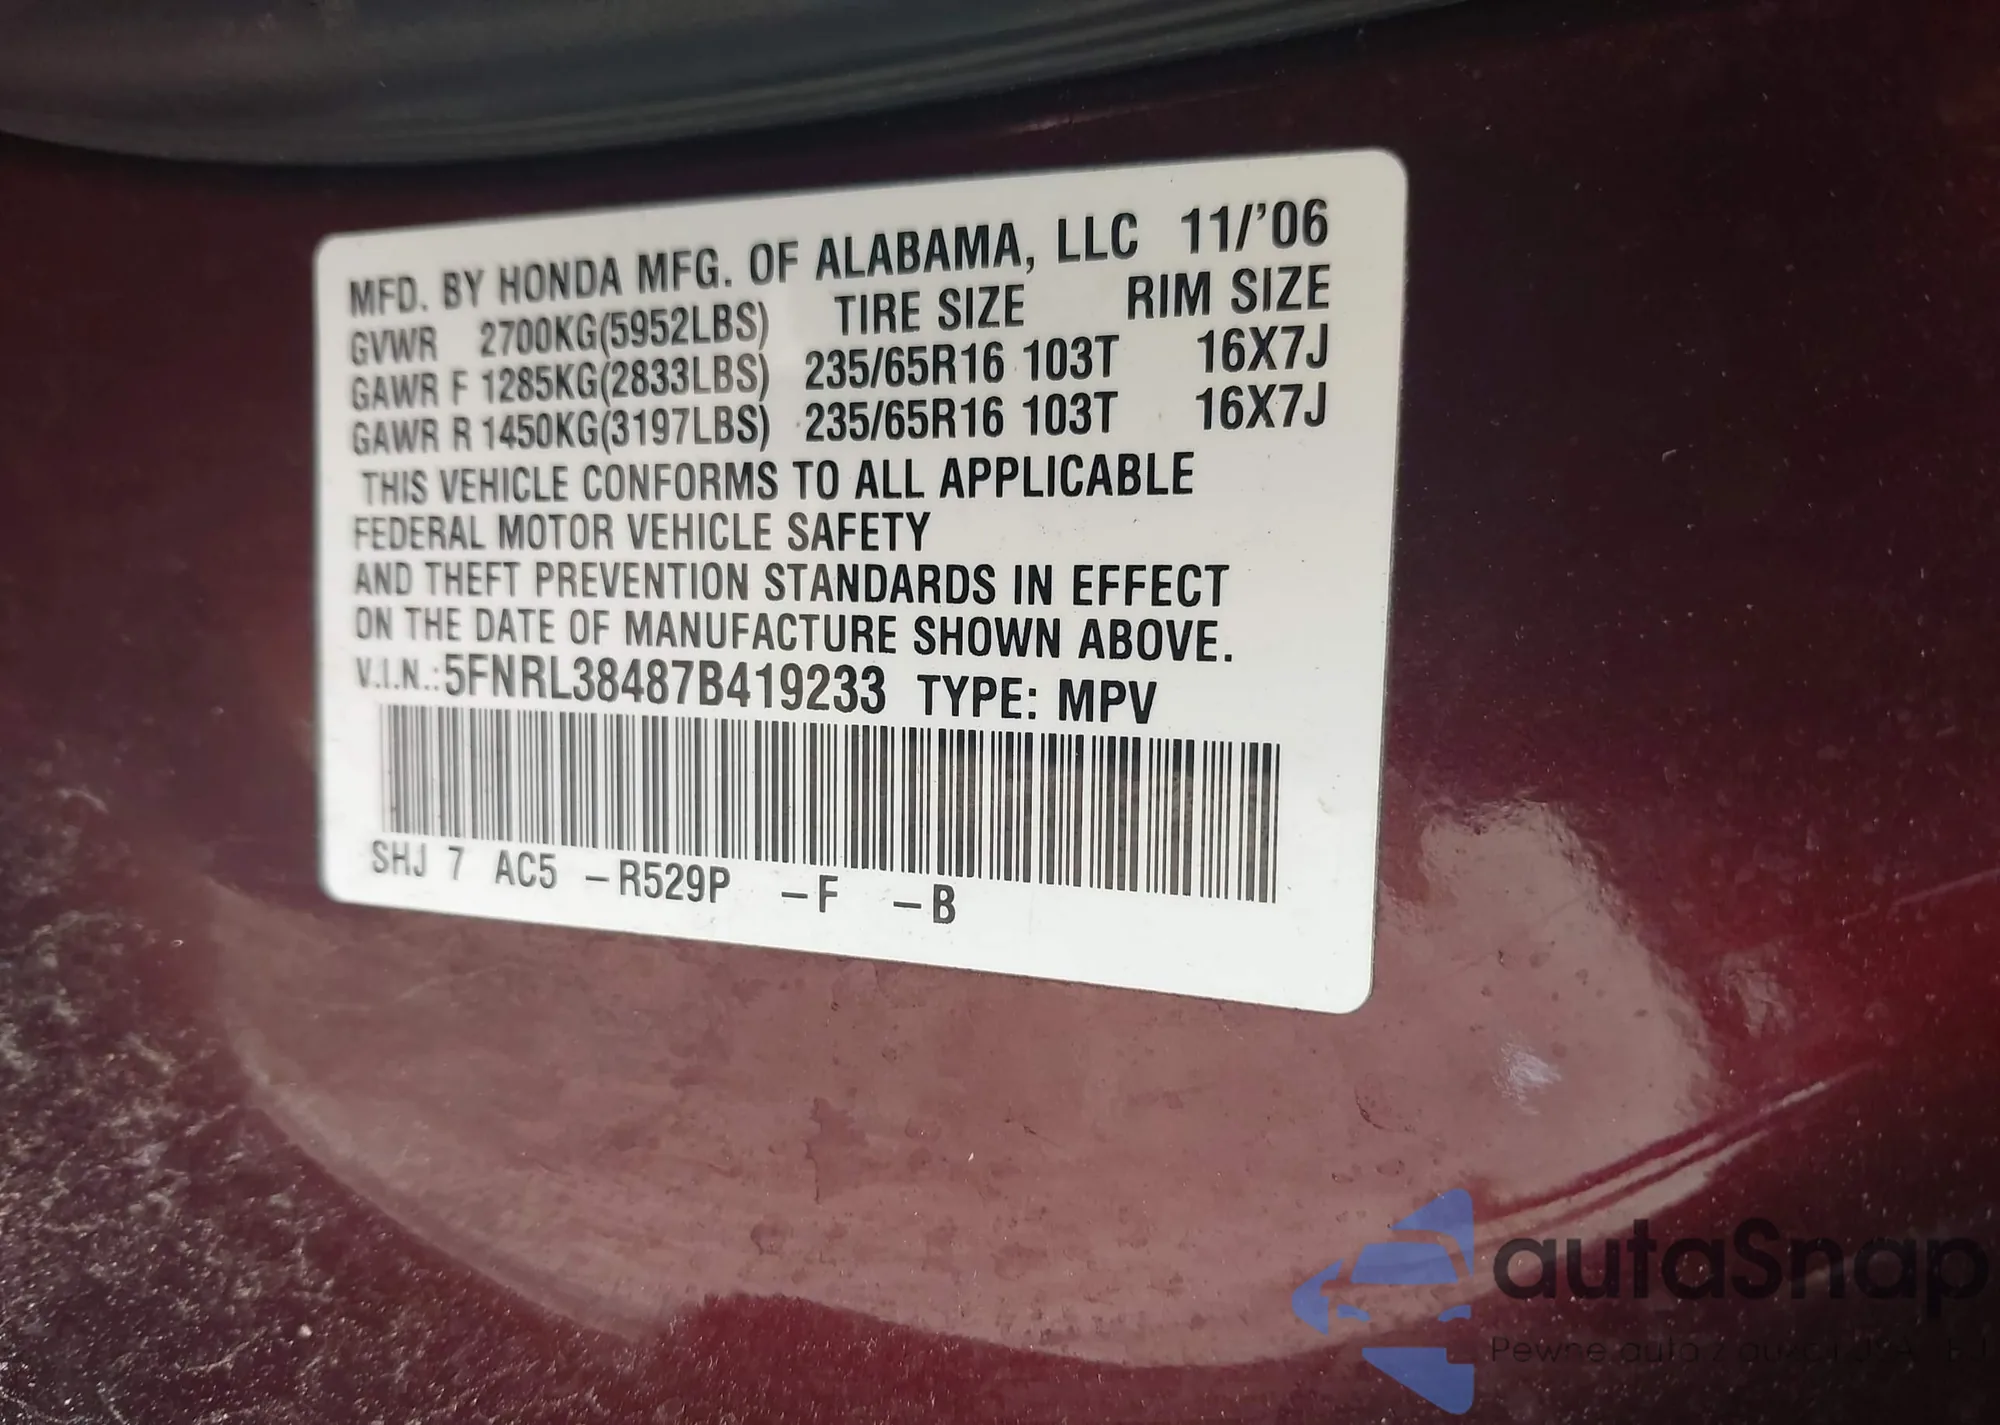 MFD. BY HONDA MFG. OF ALABAMA, LLC 11/'06
GVWR 2700KG(5952LBS) TIRE SIZE RIM SIZE
GAWR F 1285KG(2833LBS) 235/65R16 103T 16X7J
GAWR R 1450KG(3197LBS) 235/65R16 103T 16X7J
THIS VEHICLE CONFORMS TO ALL APPLICABLE
FEDERAL MOTOR VEHICLE SAFETY
AND THEFT PREVENTION STANDARDS IN EFFECT
ON THE DATE OF MANUFACTURE SHOWN ABOVE.
V.I.N.:5FNRL38487B419233 TYPE: MPV
SHJ 7 AC5 –R529P –F –B
autaSnap
Pewne auta z